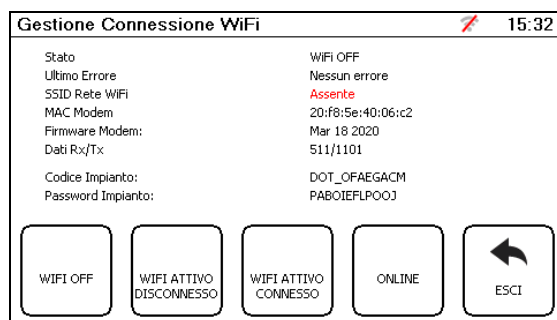 Gestione Connessione WiFi 15:32
Stato WiFi OFF
Ultimo Errore Nessun errore
SSID Rete WiFi Assente
MAC Modem 20:f8:5e:40:06:c2
Firmware Modem: Mar 18 2020
Dati Rx/Tx 511/1101
Codice Impianto: DOT_OFAEGACM
Password Impianto: PABOIEFLPOOJ
WIFI OFF
WIFI ATTIVO
DISCONNESSO
WIFI ATTIVO
CONNESSO
ONLINE
ESCI